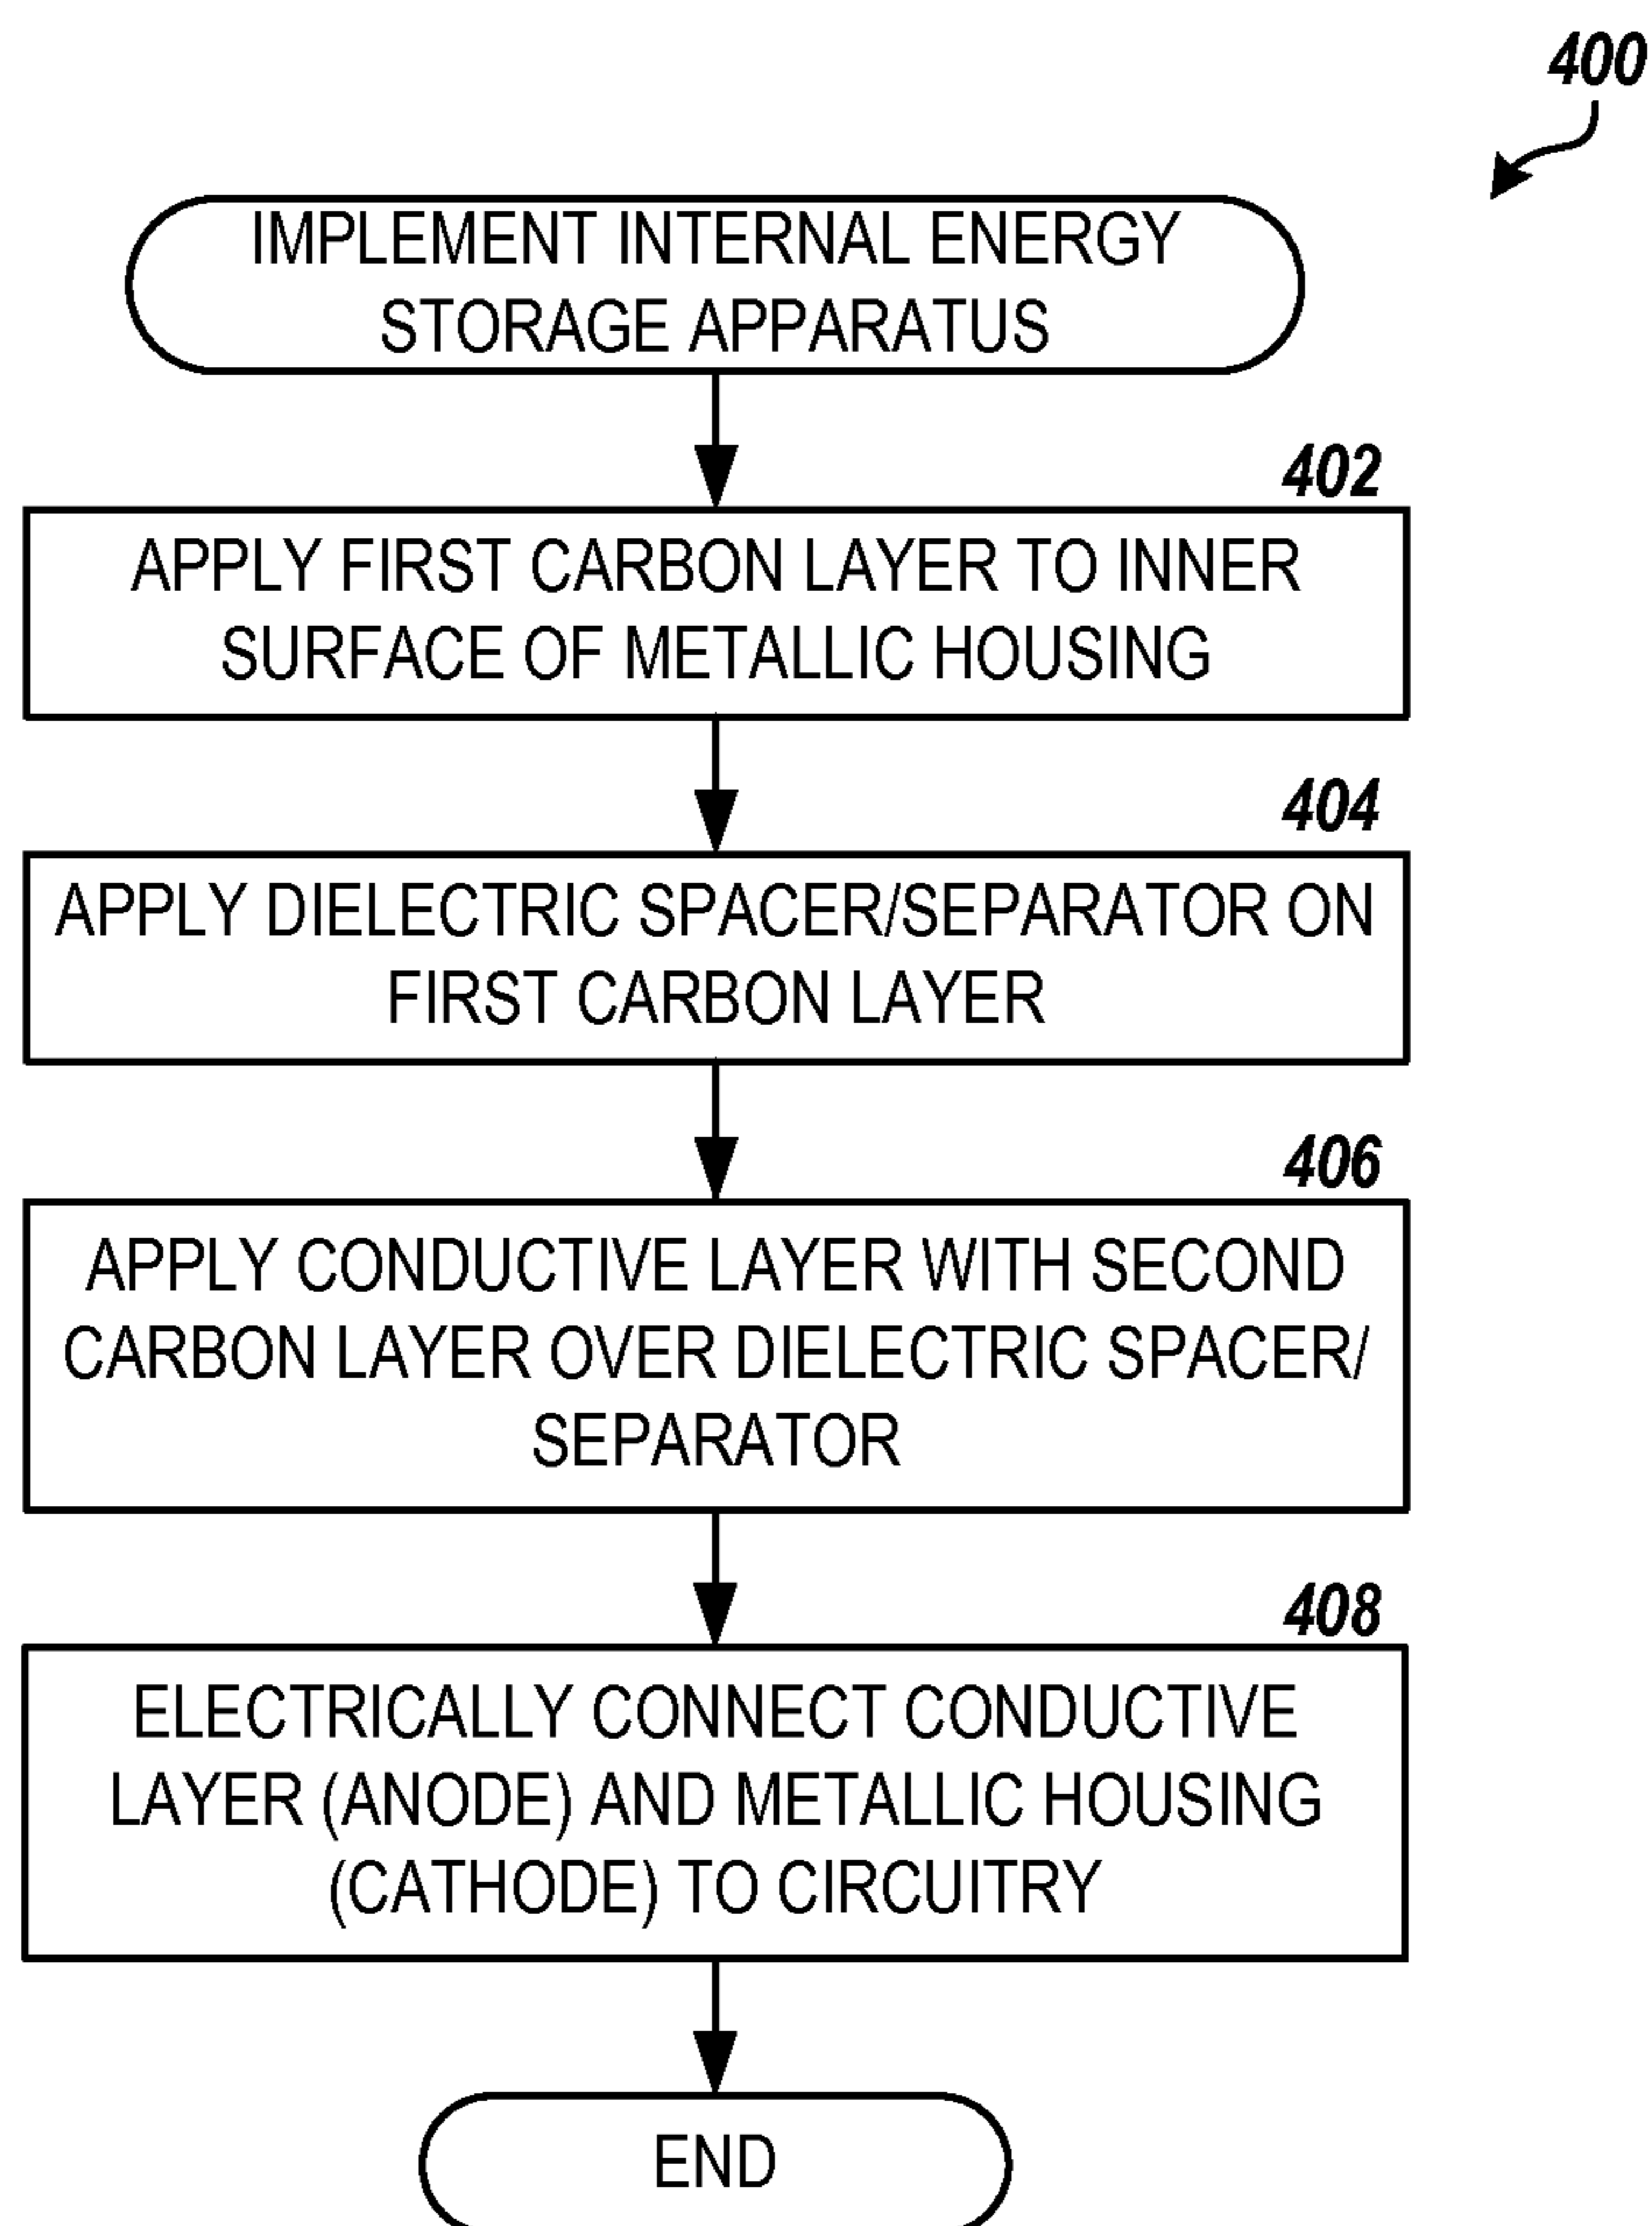 400
IMPLEMENT INTERNAL ENERGY
STORAGE APPARATUS
402
APPLY FIRST CARBON LAYER TO INNER
SURFACE OF METALLIC HOUSING
404
APPLY DIELECTRIC SPACER/SEPARATOR ON
FIRST CARBON LAYER
406
APPLY CONDUCTIVE LAYER WITH SECOND
CARBON LAYER OVER DIELECTRIC SPACER/
SEPARATOR
408
ELECTRICALLY CONNECT CONDUCTIVE
LAYER (ANODE) AND METALLIC HOUSING
(CATHODE) TO CIRCUITRY
END